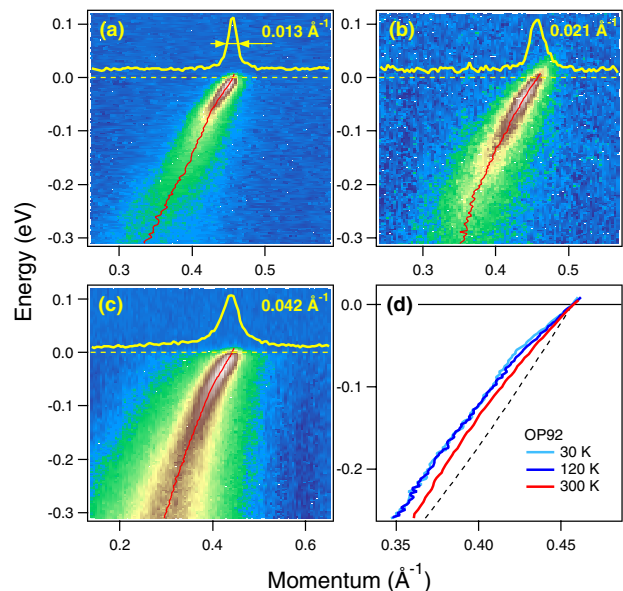 (a)
0.013 Å⁻¹
(b)
0.021 Å⁻¹
0.1
0.0
-0.1
-0.2
-0.3
0.3
0.4
0.5
0.1
0.0
-0.1
-0.2
-0.3
0.3
0.4
0.5
Energy (eV)
(c)
0.042 Å⁻¹
(d)
0.1
0.0
-0.1
-0.2
-0.3
0.2
0.4
0.6
0.0
-0.1
-0.2
OP92
30 K
120 K
300 K
0.35
0.40
0.45
Momentum (Å⁻¹)